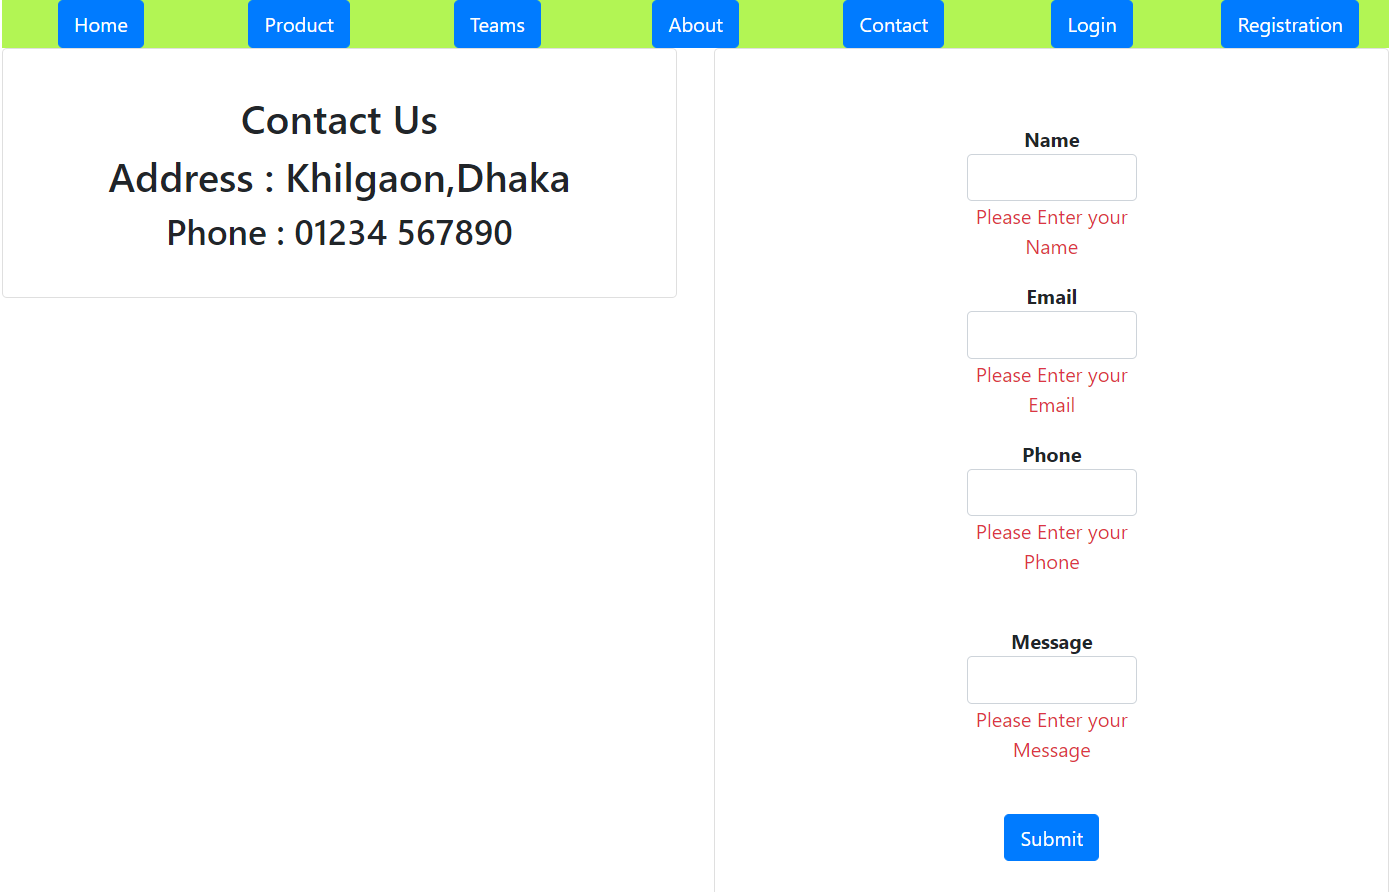 Home Product Teams About Contact Login Registration
Contact Us
Address : Khilgaon,Dhaka
Phone : 01234 567890
Name
Please Enter your
Name
Email
Please Enter your
Email
Phone
Please Enter your
Phone
Message
Please Enter your
Message
Submit